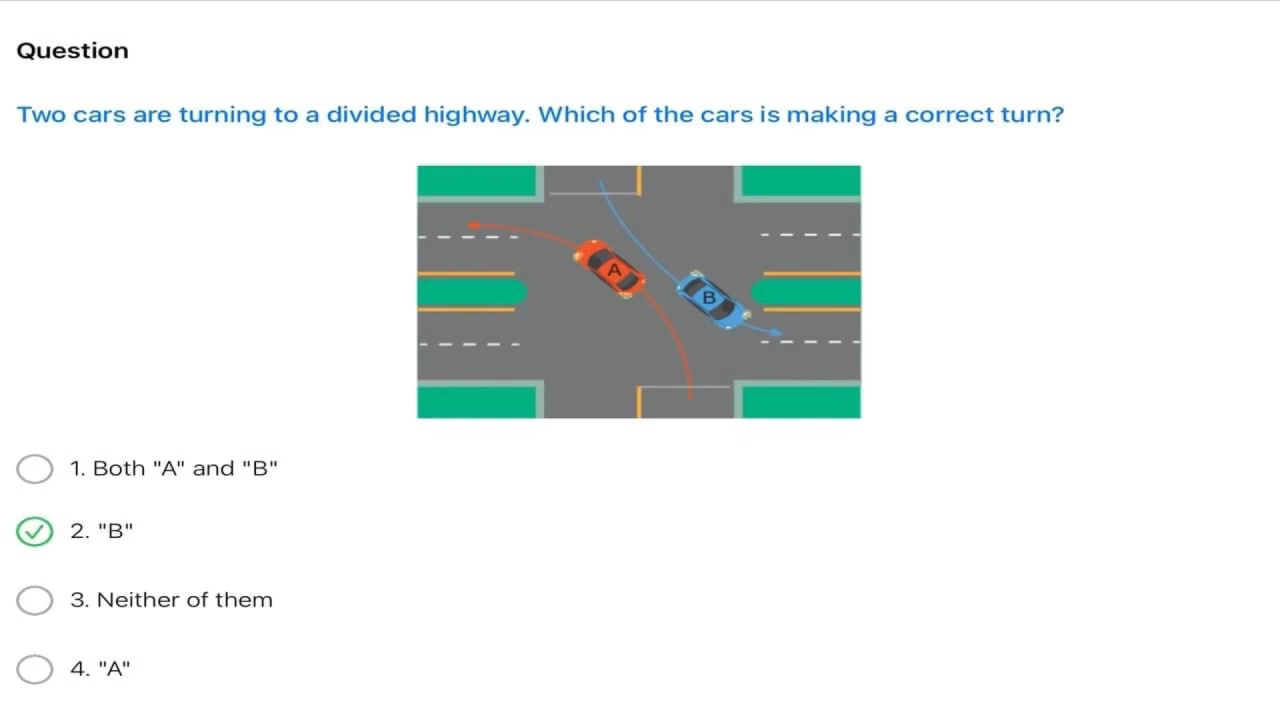 Question
Two cars are turning to a divided highway. Which of the cars is making a correct turn?
A
B
1. Both "A" and "B"
2. "B"
3. Neither of them
4. "A"